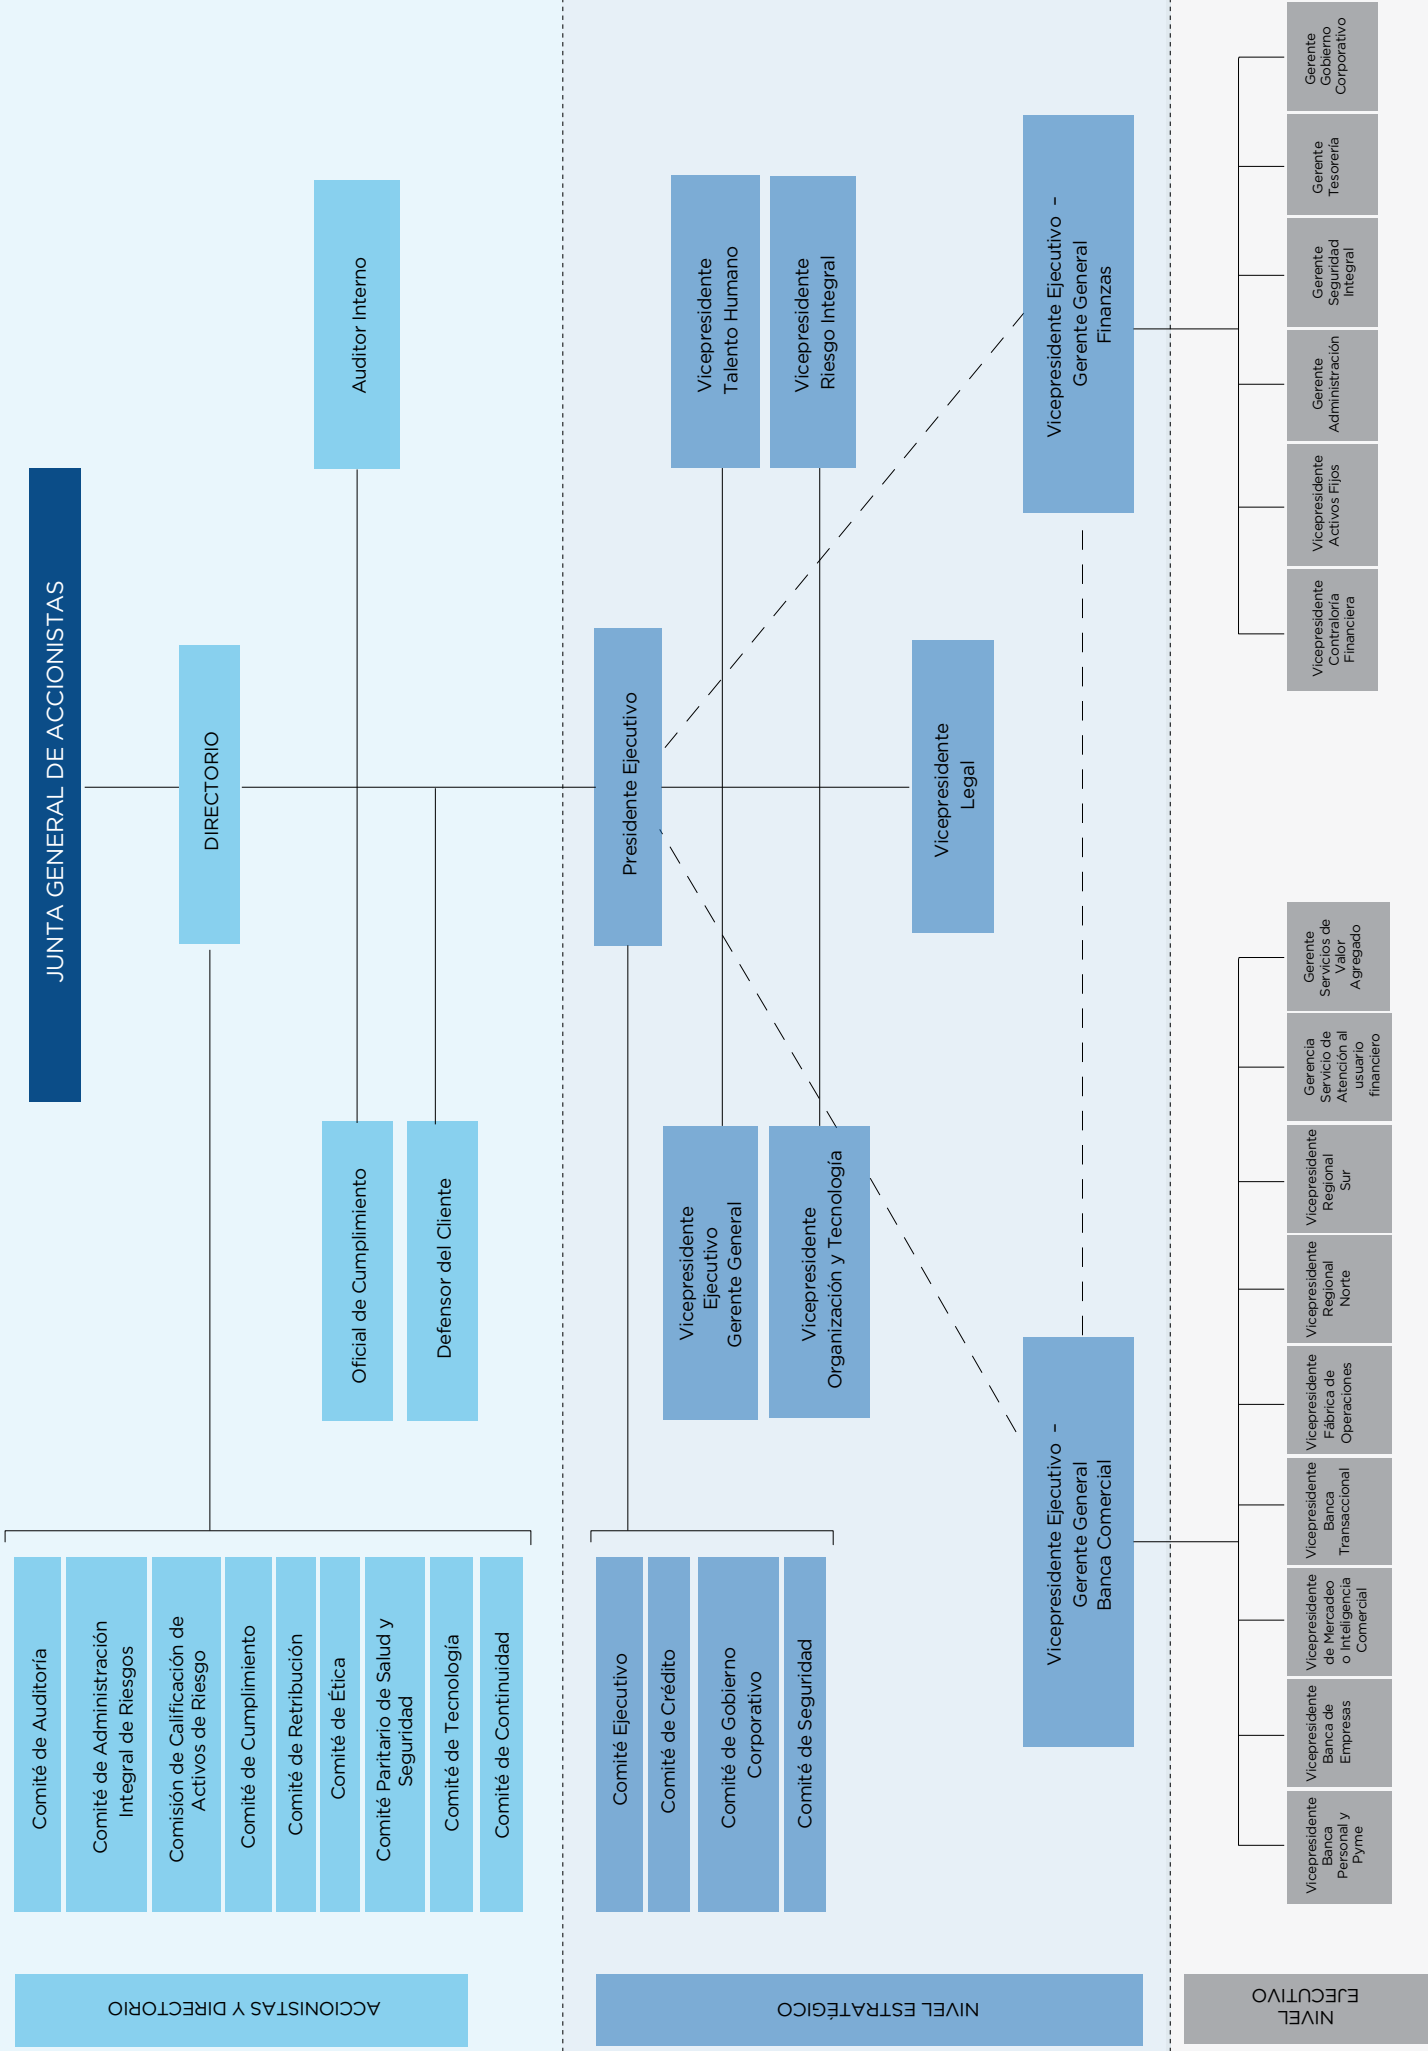 JUNTA GENERAL DE ACCIONISTAS
DIRECTORIO
Auditor Interno
Oficial de Cumplimiento
Defensor del Cliente
Comité de Auditoría
Comité de Administración
Integral de Riesgos
Comisión de Calificación de
Activos de Riesgo
Comité de Cumplimiento
Comité de Retribución
Comité de Ética
Comité Paritario de Salud y
Seguridad
Comité de Tecnología
Comité de Continuidad
ACCIONISTAS Y DIRECTORIO
Presidente Ejecutivo
Vicepresidente
Talento Humano
Vicepresidente
Riesgo Integral
Vicepresidente
Ejecutivo
Gerente General
Vicepresidente
Organización y Tecnología
Vicepresidente
Legal
Comité Ejecutivo
Comité de Crédito
Comité de Gobierno
Corporativo
Comité de Seguridad
Vicepresidente Ejecutivo -
Gerente General
Banca Comercial
Vicepresidente Ejecutivo -
Gerente General
Finanzas
NIVEL ESTRATÉGICO
Vicepresidente
Banca
Personal y
Pyme
Vicepresidente
Banca de
Empresas
Vicepresidente
de Mercadeo
o Inteligencia
Comercial
Vicepresidente
Banca
Transaccional
Vicepresidente
Fábrica de
Operaciones
Vicepresidente
Regional
Norte
Vicepresidente
Regional
Sur
Gerencia
Servicio de
Atención al
usuario
financiero
Gerente
Servicios de
Valor
Agregado
Vicepresidente
Contraloría
Financiera
Vicepresidente
Activos Fijos
Gerente
Administración
Gerente
Seguridad
Integral
Gerente
Tesorería
Gerente
Gobierno
Corporativo
NIVEL
EJECUTIVO